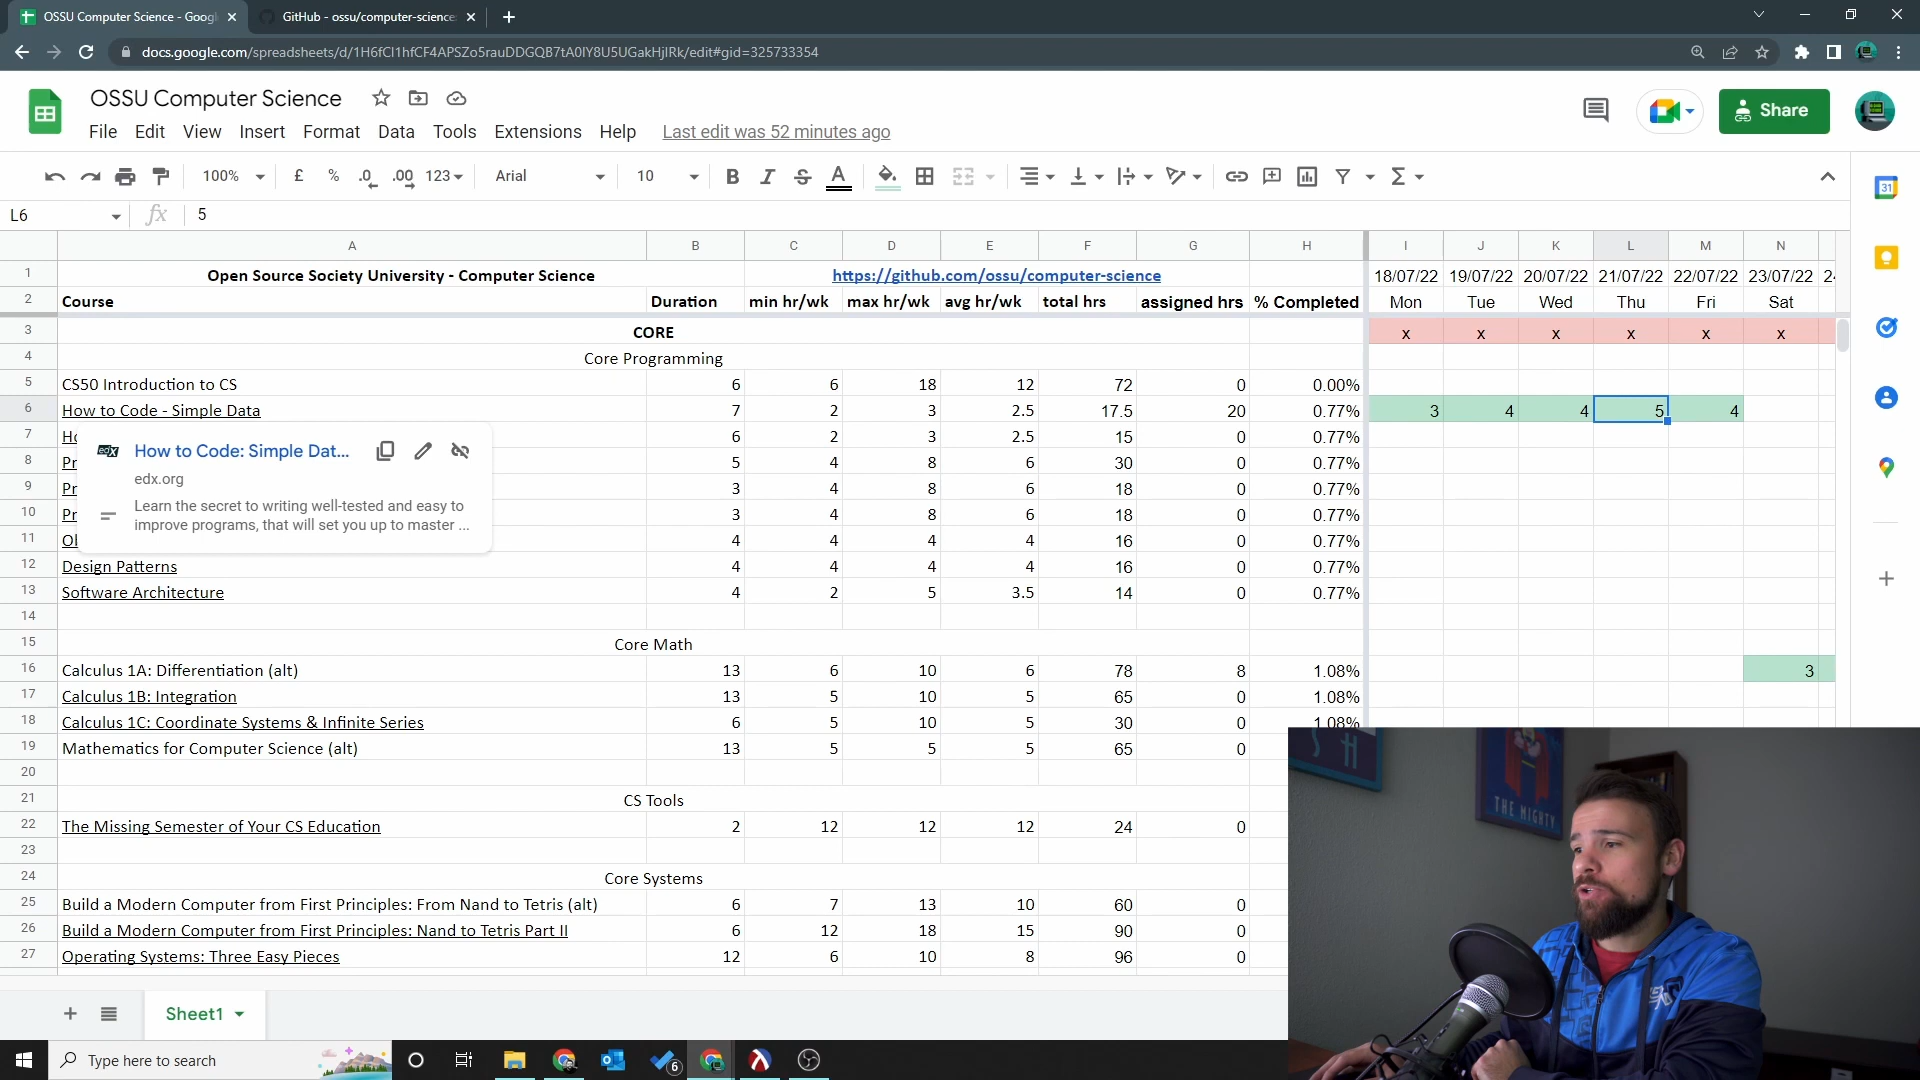 OSSU Computer Science - Googl
GitHub - ossu/computer-science:
docs.google.com/spreadsheets/d/1H6fCl1hfCF4APSZo5rauDDGQB7tA0lY8U5UGakHjlRk/edit#gid=325733354
OSSU Computer Science
File Edit View Insert Format Data Tools Extensions Help Last edit was 52 minutes ago
Share
100% £ % .0 .00 123 Arial 10 B I S A
L6 fx 5
A B C D E F G H I J K L M N
1 Open Source Society University - Computer Science https://github.com/ossu/computer-science 18/07/22 19/07/22 20/07/22 21/07/22 22/07/22 23/07/22 24
2 Course Duration min hr/wk max hr/wk avg hr/wk total hrs assigned hrs % Completed Mon Tue Wed Thu Fri Sat
3 CORE x x x x x x
4 Core Programming
5 CS50 Introduction to CS 6 6 18 12 72 0 0.00%
6 How to Code - Simple Data 7 2 3 2.5 17.5 20 0.77% 3 4 4 5 4
7 Ho 6 2 3 2.5 15 0 0.77%
8 Pr 5 4 8 6 30 0 0.77%
9 Pr 3 4 8 6 18 0 0.77%
10 Pr 3 4 8 6 18 0 0.77%
11 Ob 4 4 4 4 16 0 0.77%
edX How to Code: Simple Dat...
edx.org
Learn the secret to writing well-tested and easy to
improve programs, that will set you up to master ...
12 Design Patterns 4 4 4 4 16 0 0.77%
13 Software Architecture 4 2 5 3.5 14 0 0.77%
14
15 Core Math
16 Calculus 1A: Differentiation (alt) 13 6 10 6 78 8 1.08% 3
17 Calculus 1B: Integration 13 5 10 5 65 0 1.08%
18 Calculus 1C: Coordinate Systems & Infinite Series 6 5 10 5 30 0 1.08%
19 Mathematics for Computer Science (alt) 13 5 5 5 65 0
20
21 CS Tools
22 The Missing Semester of Your CS Education 2 12 12 12 24 0
23
24 Core Systems
25 Build a Modern Computer from First Principles: From Nand to Tetris (alt) 6 7 13 10 60 0
26 Build a Modern Computer from First Principles: Nand to Tetris Part II 6 12 18 15 90 0
27 Operating Systems: Three Easy Pieces 12 6 10 8 96 0
THE MIGHTY
Sheet1
Type here to search
6